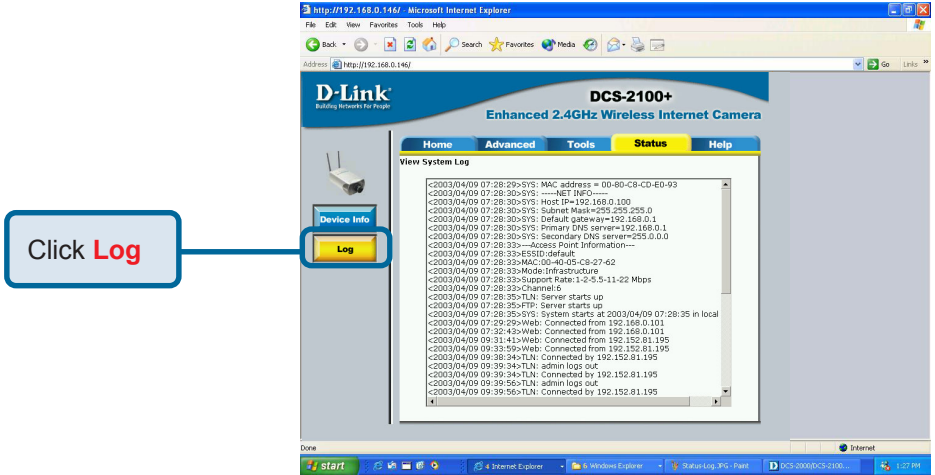 http://192.168.0.146/ - Microsoft Internet Explorer
File Edit View Favorites Tools Help
Back Search Favorites Media
Address http://192.168.0.146/ Go Links »
D-Link
Building Networks for People
DCS-2100+
Enhanced 2.4GHz Wireless Internet Camera
Home Advanced Tools Status Help
View System Log
<2003/04/09 07:28:29>SYS: MAC address = 00-80-C8-CD-E0-93
<2003/04/09 07:28:30>SYS: -----NET INFO-----
<2003/04/09 07:28:30>SYS: Host IP=192.168.0.100
<2003/04/09 07:28:30>SYS: Subnet Mask=255.255.255.0
<2003/04/09 07:28:30>SYS: Default gateway=192.168.0.1
<2003/04/09 07:28:30>SYS: Primary DNS server=192.168.0.1
<2003/04/09 07:28:30>SYS: Secondary DNS server=255.0.0.0
<2003/04/09 07:28:33>---Access Point Information---
<2003/04/09 07:28:33>ESSID:default
<2003/04/09 07:28:33>MAC:00-40-05-C8-27-62
<2003/04/09 07:28:33>Mode:Infrastructure
<2003/04/09 07:28:33>Support Rate:1-2-5.5-11-22 Mbps
<2003/04/09 07:28:33>Channel:6
<2003/04/09 07:28:35>TLN: Server starts up
<2003/04/09 07:28:35>FTP: Server starts up
<2003/04/09 07:28:35>SYS: System starts at 2003/04/09 07:28:35 in local
<2003/04/09 07:29:29>Web: Connected from 192.168.0.101
<2003/04/09 07:32:43>Web: Connected from 192.168.0.101
<2003/04/09 09:31:41>Web: Connected from 192.152.81.195
<2003/04/09 09:33:59>Web: Connected from 192.152.81.195
<2003/04/09 09:38:34>TLN: Connected by 192.152.81.195
<2003/04/09 09:39:34>TLN: admin logs out
<2003/04/09 09:39:34>TLN: Connected by 192.152.81.195
<2003/04/09 09:39:56>TLN: admin logs out
<2003/04/09 09:39:56>TLN: Connected by 192.152.81.195
Device Info
Log
Click Log
Done Internet
start 4 Internet Explorer 6 Windows Explorer Status-Log.JPG - Paint DCS-2000/DCS-2100... 1:27 PM